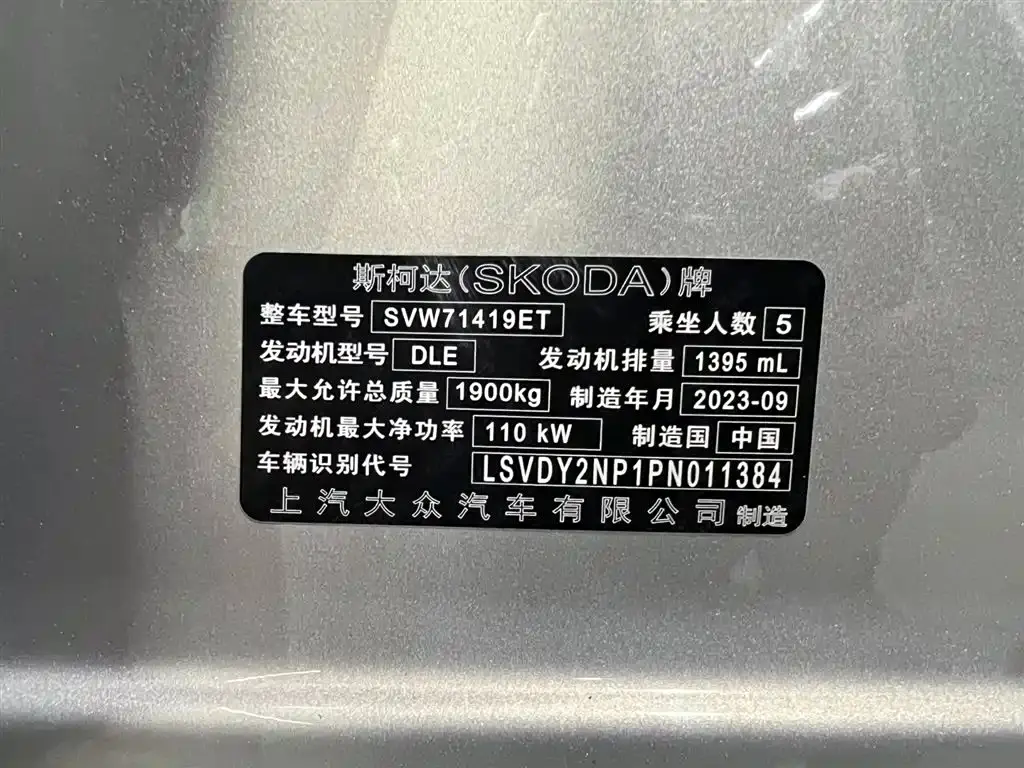 斯柯达(SKODA)牌
整车型号 SVW71419ET 乘坐人数 5
发动机型号 DLE 发动机排量 1395 mL
最大允许总质量 1900kg 制造年月 2023-09
发动机最大净功率 110 kW 制造国 中国
车辆识别代号 LSVDY2NP1PN011384
上汽大众汽车有限公司 制造